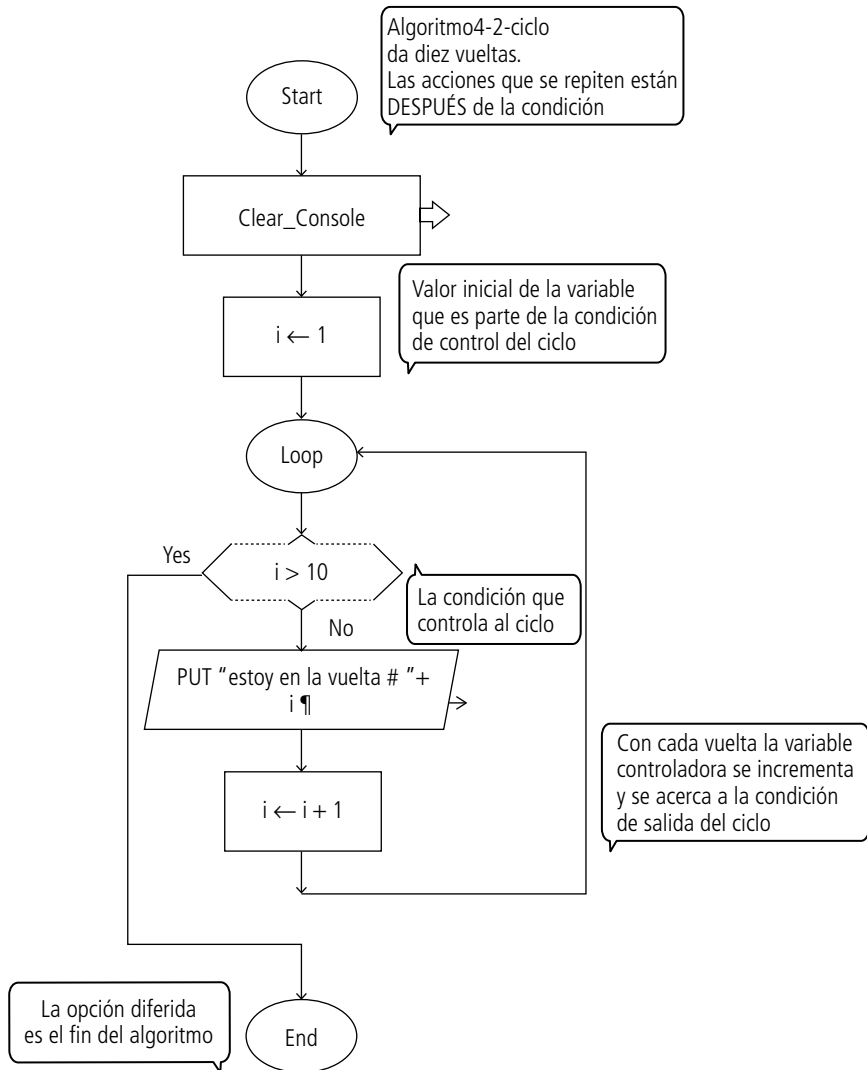 Algoritmo4-2-ciclo
da diez vueltas.
Las acciones que se repiten están
DESPUÉS de la condición
Start
Clear_Console
Valor inicial de la variable
que es parte de la condición
de control del ciclo
i ← 1
Loop
Yes
i > 10
La condición que
controla al ciclo
No
PUT "estoy en la vuelta # "+
i ¶
Con cada vuelta la variable
controladora se incrementa
y se acerca a la condición
de salida del ciclo
i ← i + 1
La opción diferida
es el fin del algoritmo
End